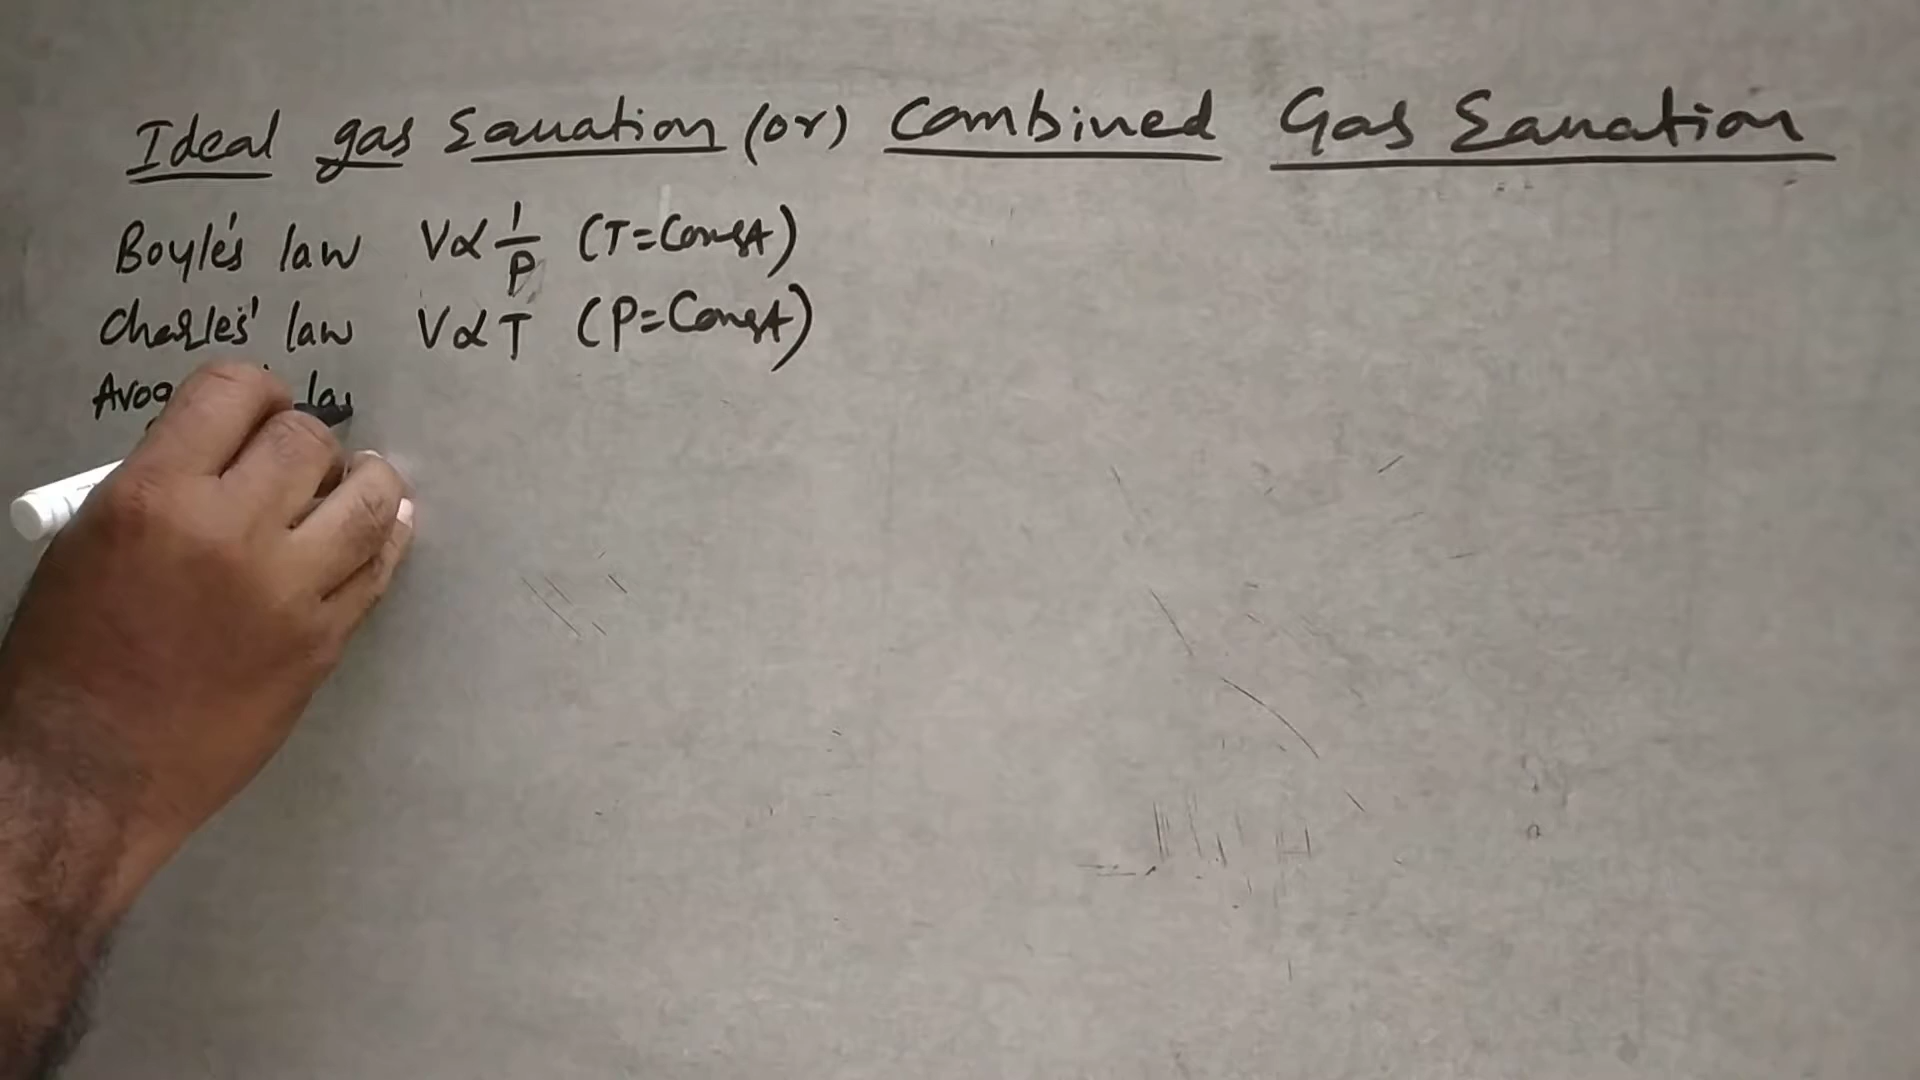 Ideal gas Equation (or) Combined Gas Equation
Boyle's law V∝1/P (T=Const)
Charles' law V∝T (P=Const)